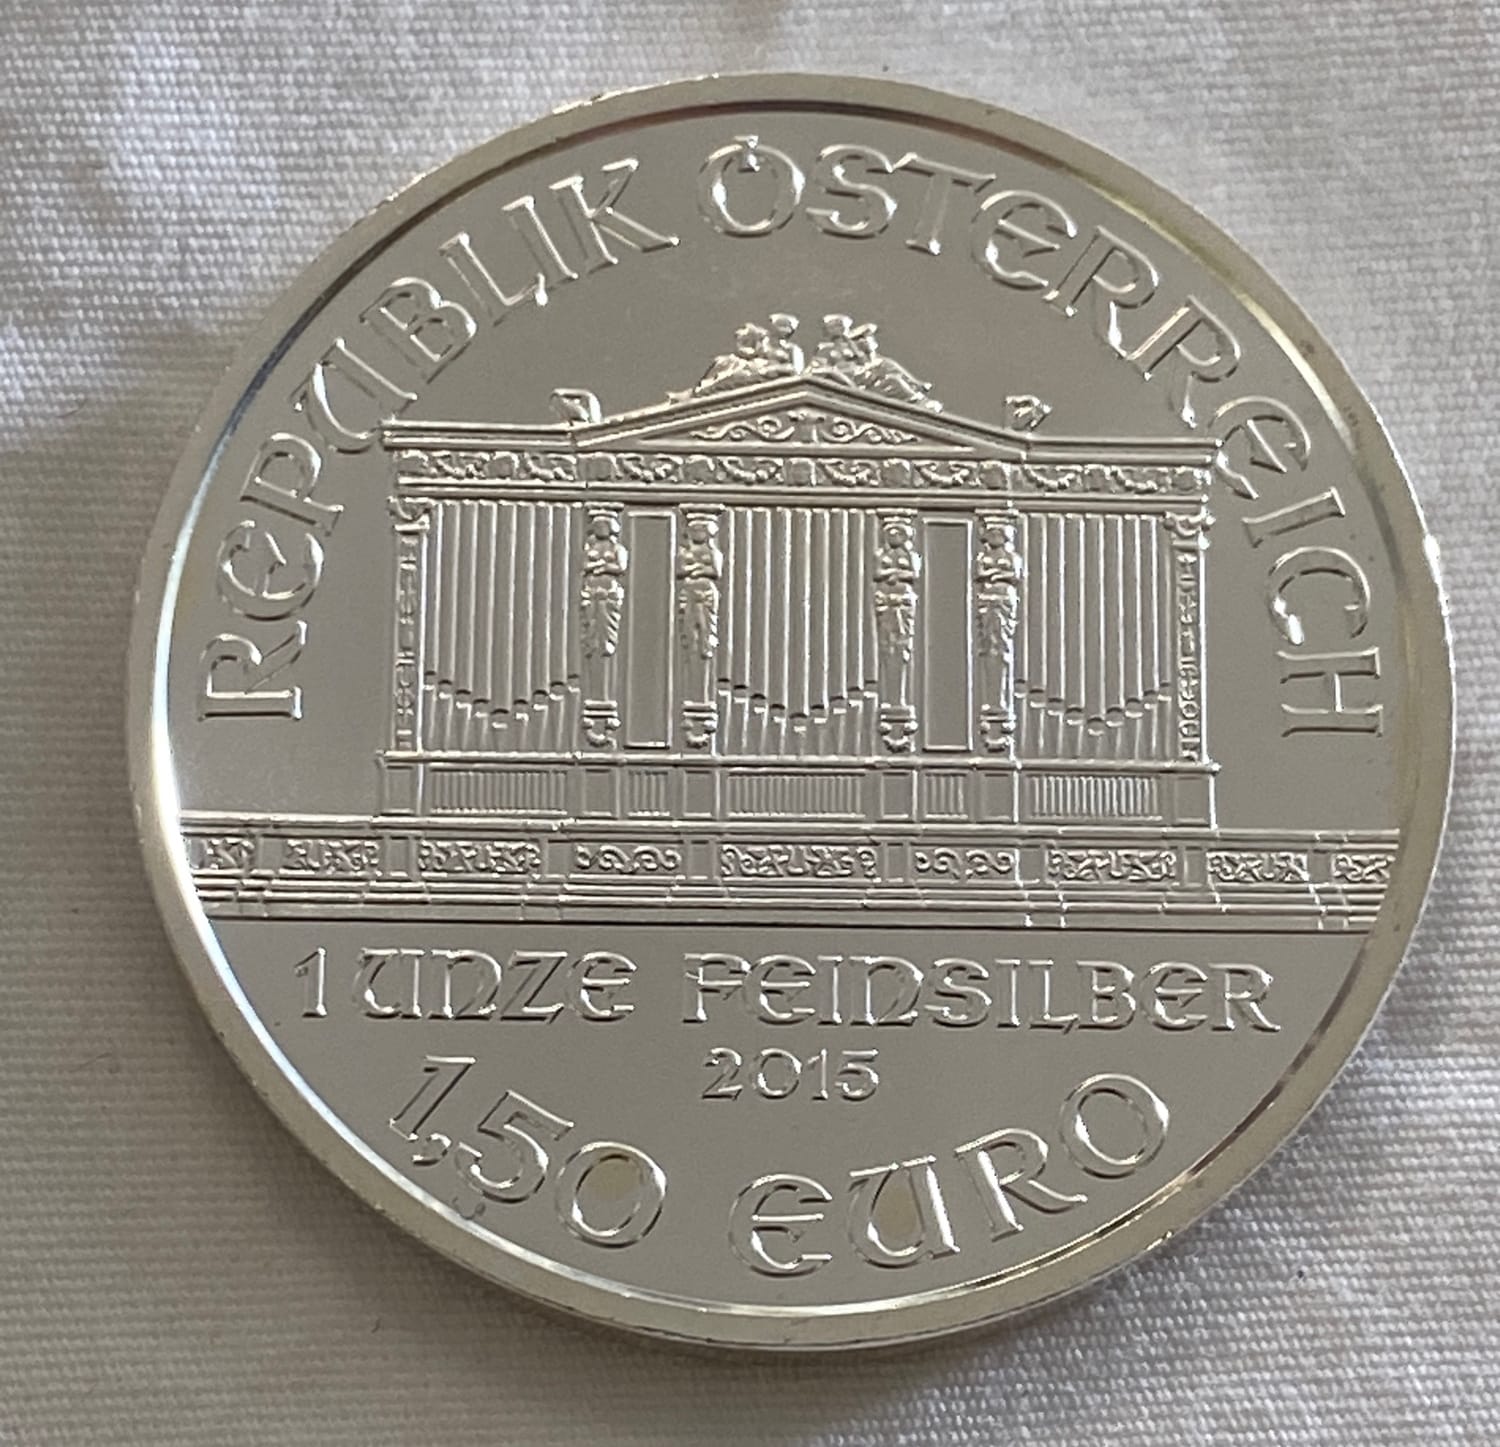 REPUBLIK ÖSTERREICH
1 UNZE FEINSILBER
2015
1,50 EURO